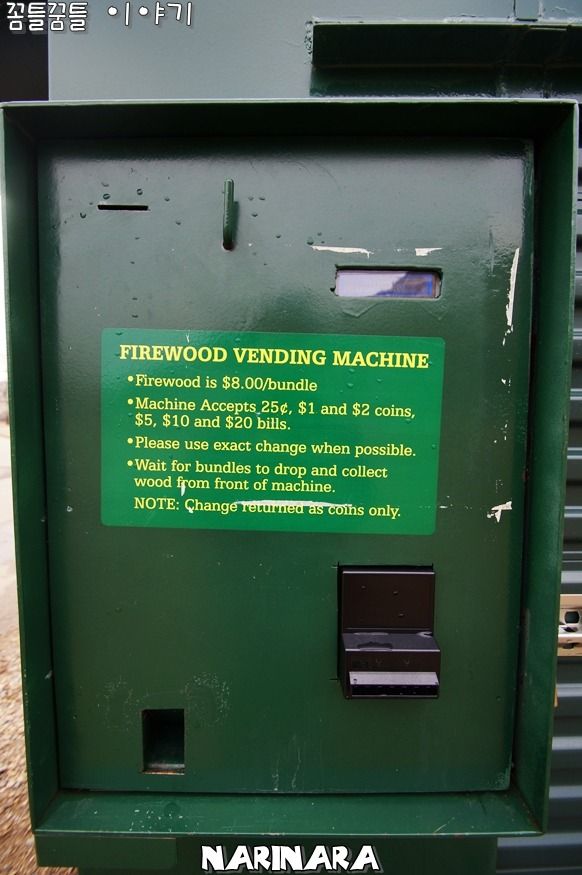 꼼틀꿈틀 이야기
FIREWOOD VENDING MACHINE
•Firewood is $8.00/bundle
•Machine Accepts 25¢, $1 and $2 coins,
$5, $10 and $20 bills.
•Please use exact change when possible.
•Wait for bundles to drop and collect
wood from front of machine.
NOTE: Change returned as coins only.
NARINARA